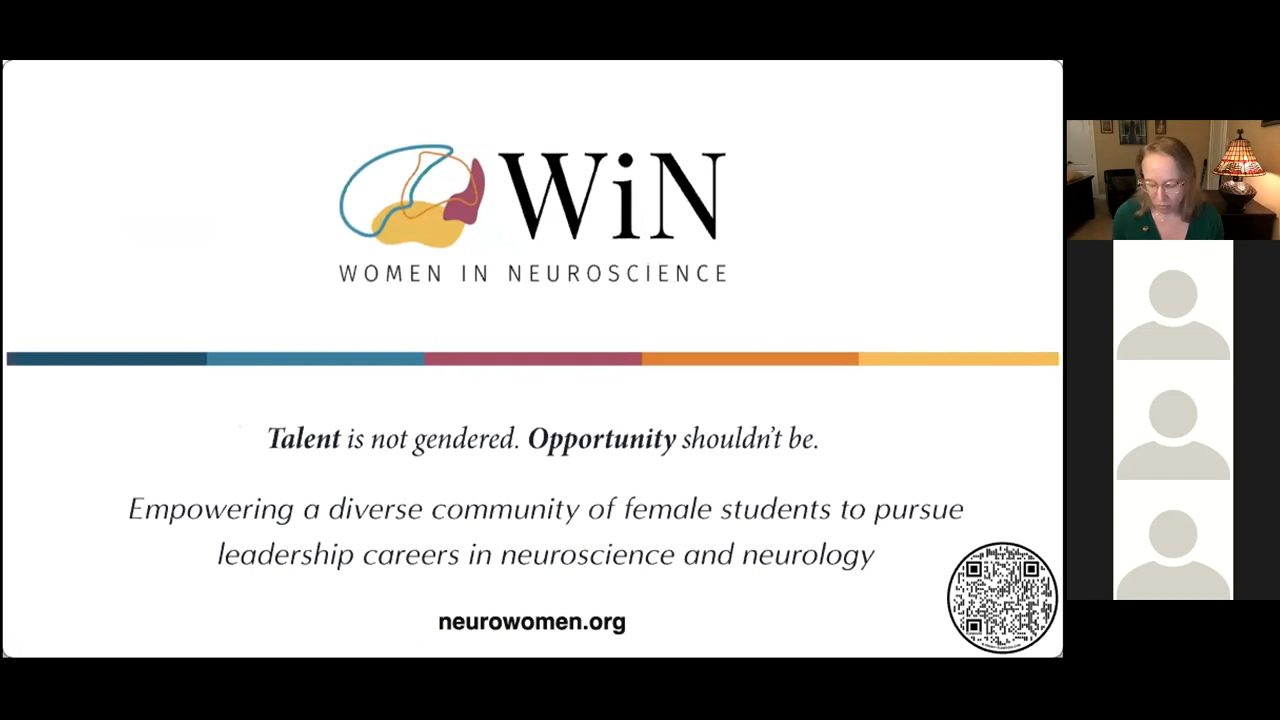 WiN
WOMEN IN NEUROSCIENCE
Talent is not gendered. Opportunity shouldn't be.
Empowering a diverse community of female students to pursue
leadership careers in neuroscience and neurology
neurowomen.org